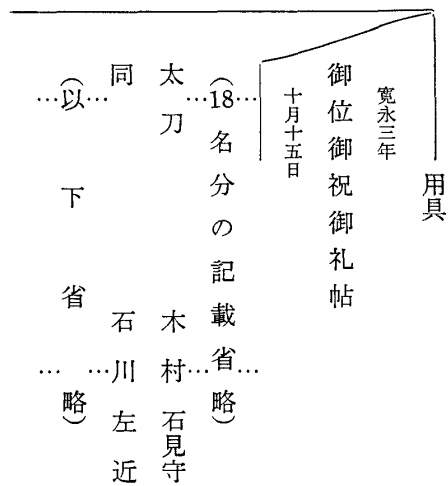 用具
寛永三年
御位御祝御礼帖
十月十五日
…(18名分の記載省略)…
太刀 木村石見守
同 石川左近
…(以下省略)…